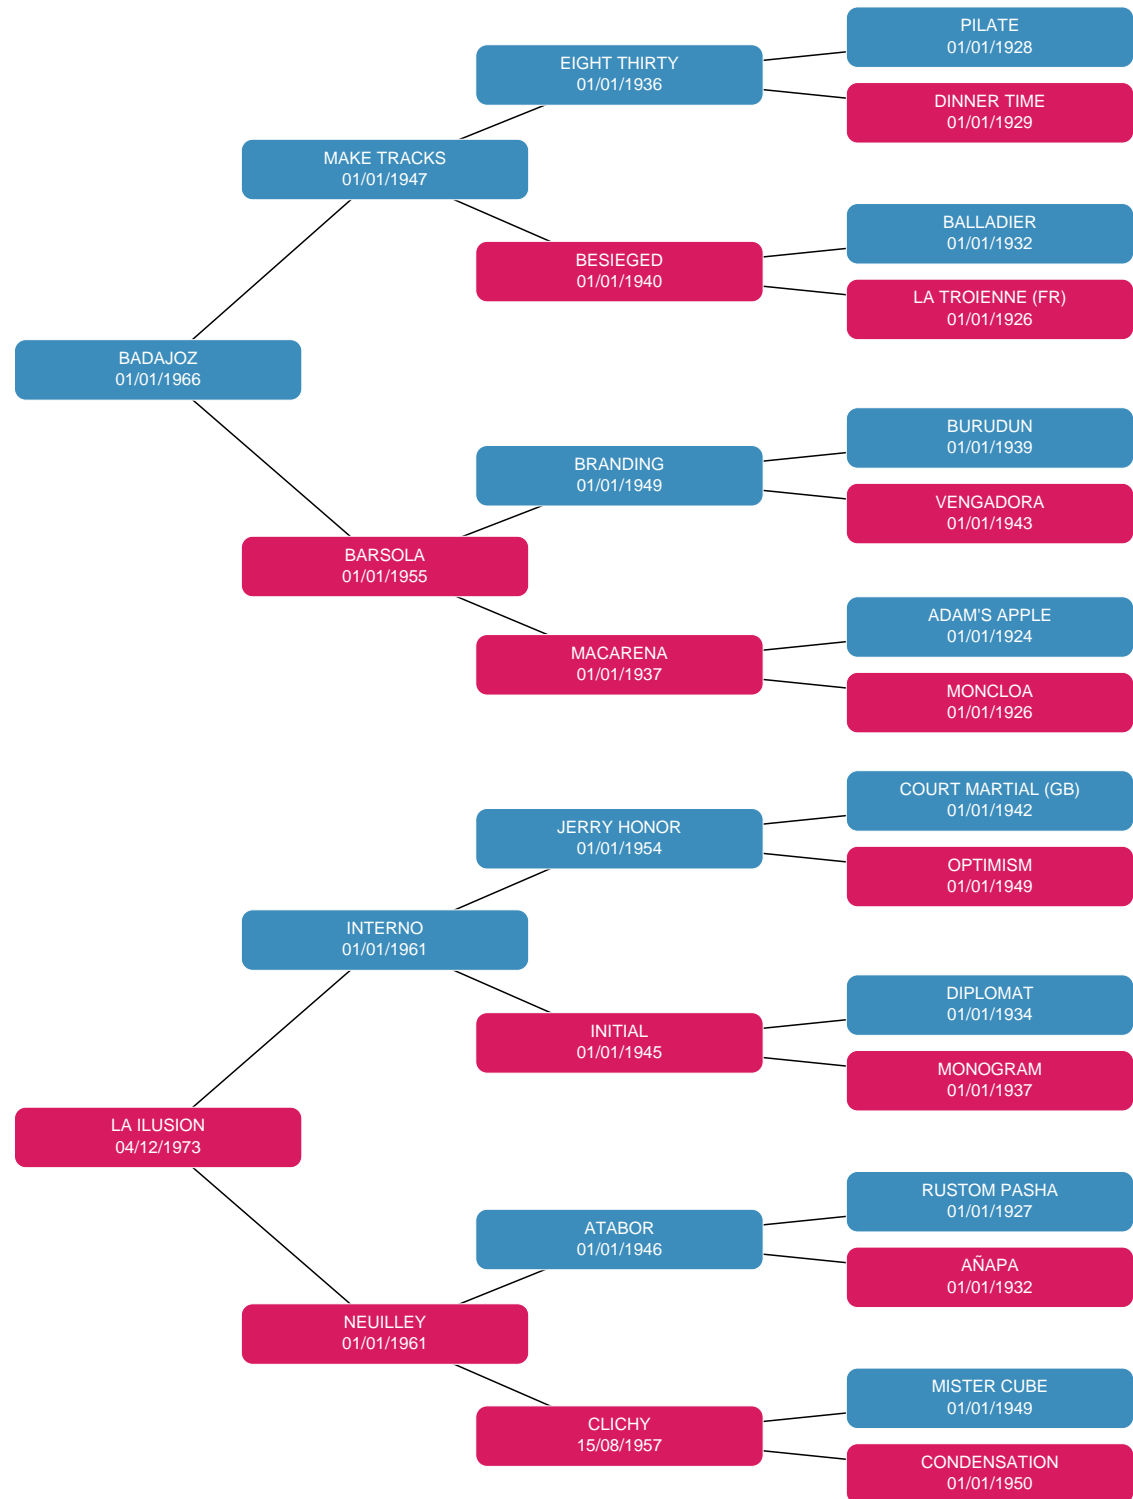 PILATE
01/01/1928
EIGHT THIRTY
01/01/1936
DINNER TIME
01/01/1929
MAKE TRACKS
01/01/1947
BALLADIER
01/01/1932
BESIEGED
01/01/1940
LA TROIENNE (FR)
01/01/1926
BADAJOZ
01/01/1966
BURUDUN
01/01/1939
BRANDING
01/01/1949
VENGADORA
01/01/1943
BARSOLA
01/01/1955
ADAM'S APPLE
01/01/1924
MACARENA
01/01/1937
MONCLOA
01/01/1926
COURT MARTIAL (GB)
01/01/1942
JERRY HONOR
01/01/1954
OPTIMISM
01/01/1949
INTERNO
01/01/1961
DIPLOMAT
01/01/1934
INITIAL
01/01/1945
MONOGRAM
01/01/1937
LA ILUSION
04/12/1973
RUSTOM PASHA
01/01/1927
ATABOR
01/01/1946
AÑAPA
01/01/1932
NEUILLEY
01/01/1961
MISTER CUBE
01/01/1949
CLICHY
15/08/1957
CONDENSATION
01/01/1950